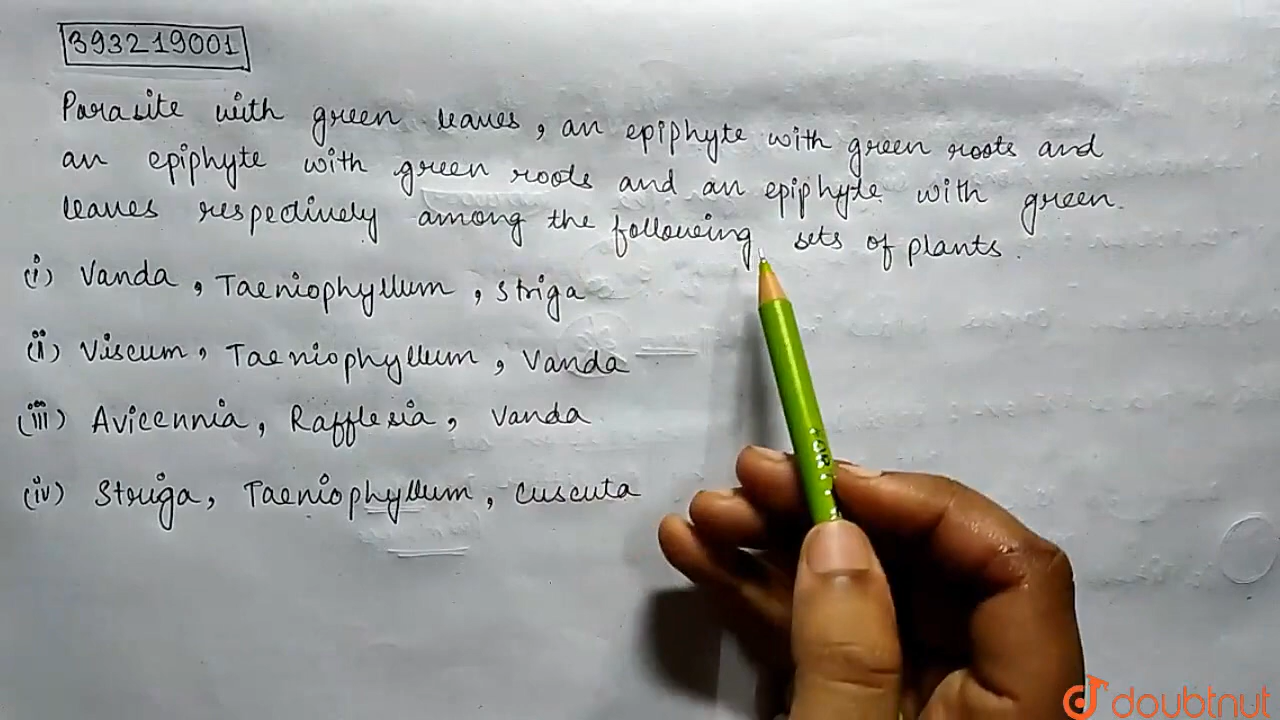 393219001
Parasite with green leaves, an epiphyte with green roots and
an epiphyte with green roots and an epiphyte with green.
leaves respectively among the following sets of plants.
(i) Vanda, Taeniophyllum, Striga
(ii) Viscum, Taeniophyllum, Vanda
(iii) Avicennia, Rafflesia, Vanda
(iv) Striga, Taeniophyllum, Cuscuta
doubtnut